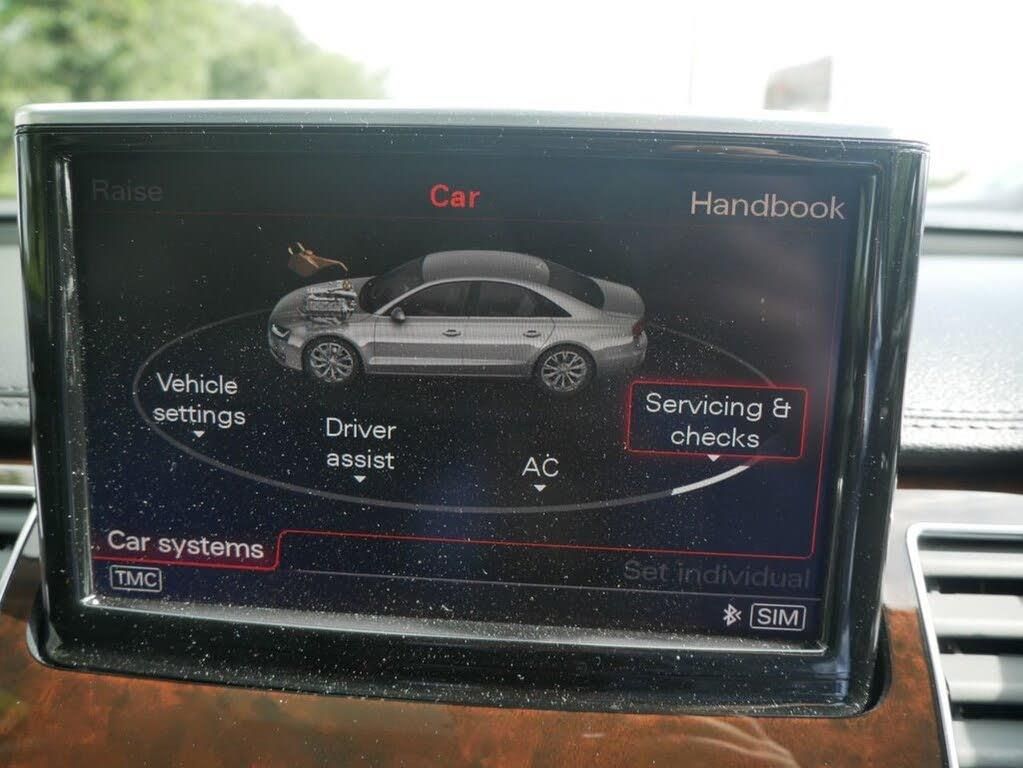 Raise
Car
Handbook
Vehicle
settings
Driver
assist
AC
Servicing &
checks
Car systems
Set individual
TMC
SIM